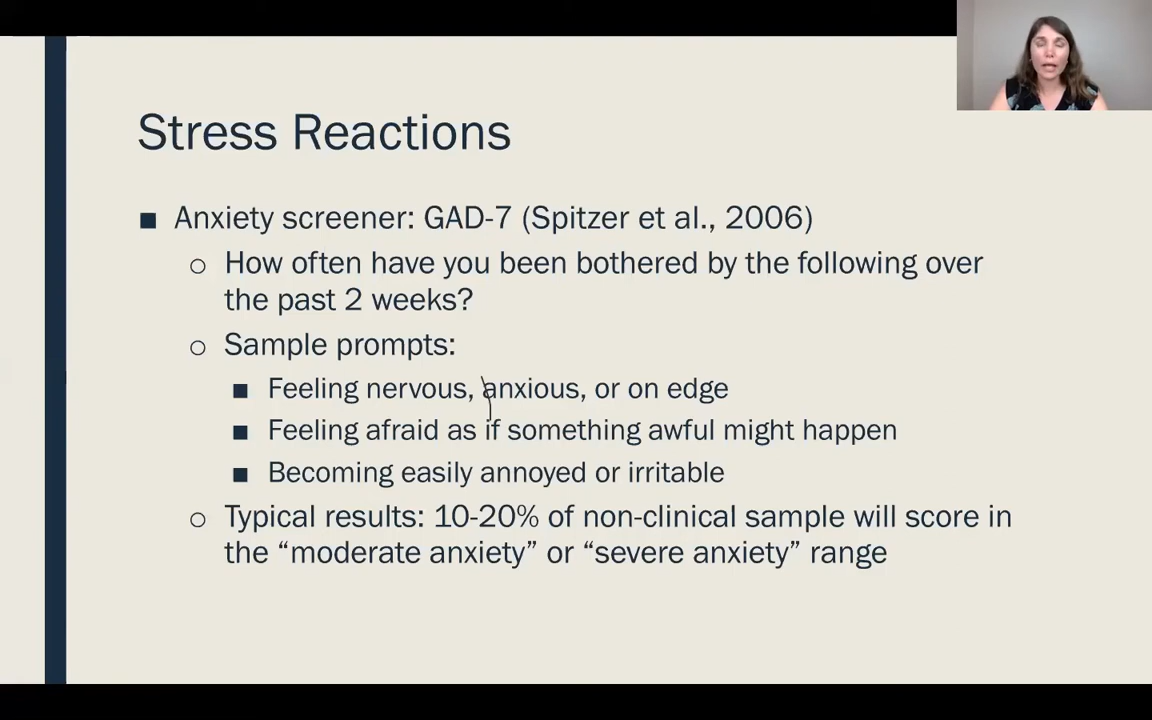 Stress Reactions
■ Anxiety screener: GAD-7 (Spitzer et al., 2006)
○ How often have you been bothered by the following over
the past 2 weeks?
○ Sample prompts:
■ Feeling nervous, anxious, or on edge
■ Feeling afraid as if something awful might happen
■ Becoming easily annoyed or irritable
○ Typical results: 10-20% of non-clinical sample will score in
the “moderate anxiety” or “severe anxiety” range